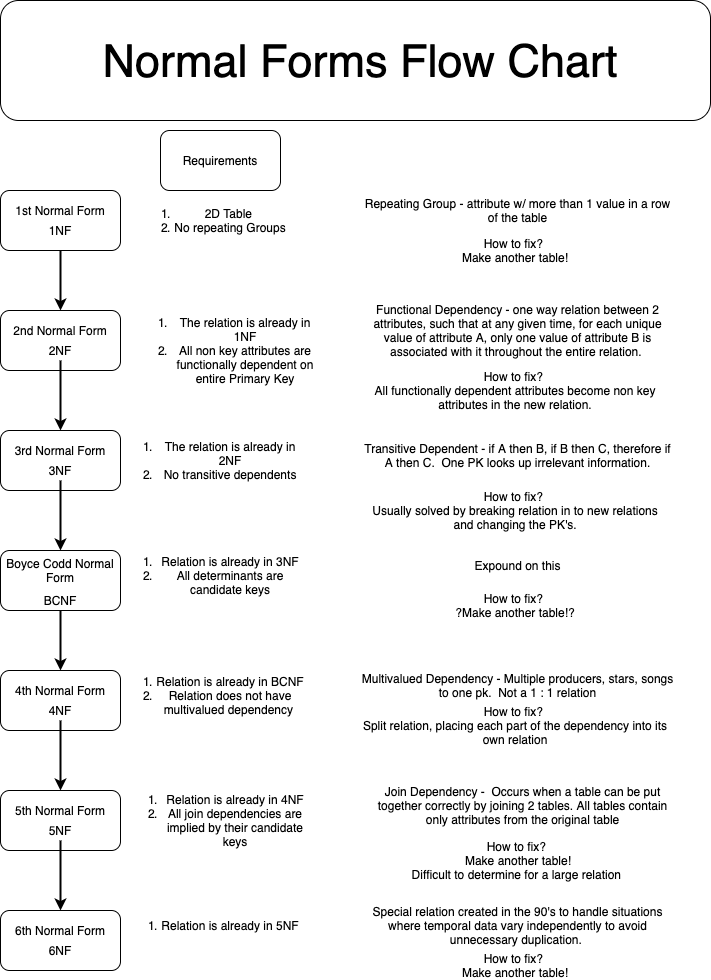 Normal Forms Flow Chart
Requirements
1st Normal Form
1NF
1. 2D Table
2. No repeating Groups
Repeating Group - attribute w/ more than 1 value in a row
of the table
How to fix?
Make another table!
2nd Normal Form
2NF
1. The relation is already in
1NF
2. All non key attributes are
functionally dependent on
entire Primary Key
Functional Dependency - one way relation between 2
attributes, such that at any given time, for each unique
value of attribute A, only one value of attribute B is
associated with it throughout the entire relation.
How to fix?
All functionally dependent attributes become non key
attributes in the new relation.
3rd Normal Form
3NF
1. The relation is already in
2NF
2. No transitive dependents
Transitive Dependent - if A then B, if B then C, therefore if
A then C. One PK looks up irrelevant information.
How to fix?
Usually solved by breaking relation in to new relations
and changing the PK's.
Boyce Codd Normal
Form
BCNF
1. Relation is already in 3NF
2. All determinants are
candidate keys
Expound on this
How to fix?
?Make another table!?
4th Normal Form
4NF
1. Relation is already in BCNF
2. Relation does not have
multivalued dependency
Multivalued Dependency - Multiple producers, stars, songs
to one pk. Not a 1 : 1 relation
How to fix?
Split relation, placing each part of the dependency into its
own relation
5th Normal Form
5NF
1. Relation is already in 4NF
2. All join dependencies are
implied by their candidate
keys
Join Dependency - Occurs when a table can be put
together correctly by joining 2 tables. All tables contain
only attributes from the original table
How to fix?
Make another table!
Difficult to determine for a large relation
6th Normal Form
6NF
1. Relation is already in 5NF
Special relation created in the 90's to handle situations
where temporal data vary independently to avoid
unnecessary duplication.
How to fix?
Make another table!